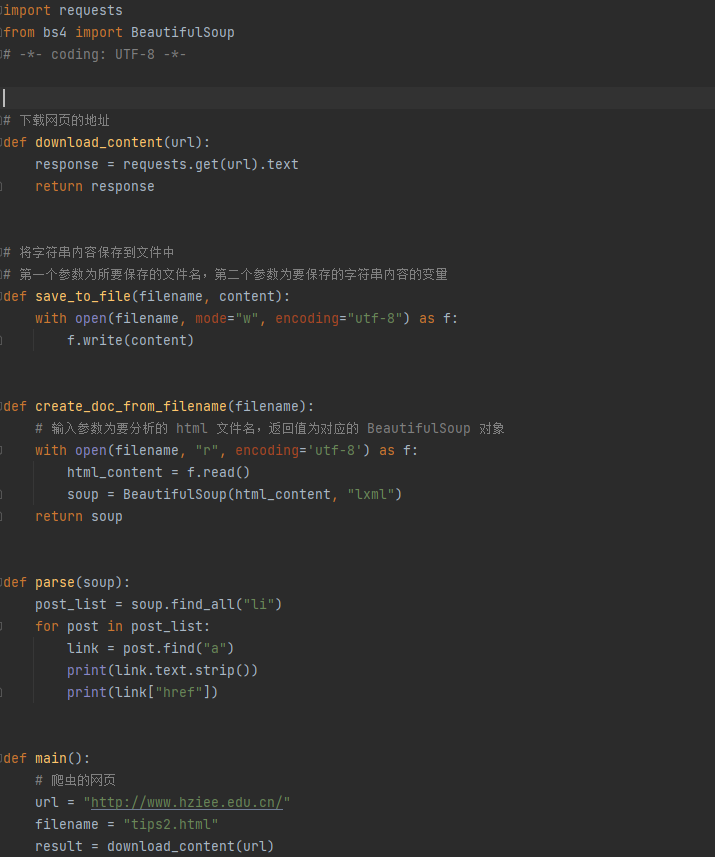 import requests
from bs4 import BeautifulSoup
# -*- coding: UTF-8 -*-
# 下载网页的地址
def download_content(url):
    response = requests.get(url).text
    return response
# 将字符串内容保存到文件中
# 第一个参数为所要保存的文件名，第二个参数为要保存的字符串内容的变量
def save_to_file(filename, content):
    with open(filename, mode="w", encoding="utf-8") as f:
        f.write(content)
def create_doc_from_filename(filename):
    # 输入参数为要分析的 html 文件名，返回值为对应的 BeautifulSoup 对象
    with open(filename, "r", encoding='utf-8') as f:
        html_content = f.read()
        soup = BeautifulSoup(html_content, "lxml")
    return soup
def parse(soup):
    post_list = soup.find_all("li")
    for post in post_list:
        link = post.find("a")
        print(link.text.strip())
        print(link["href"])
def main():
    # 爬虫的网页
    url = "http://www.hziee.edu.cn/"
    filename = "tips2.html"
    result = download_content(url)